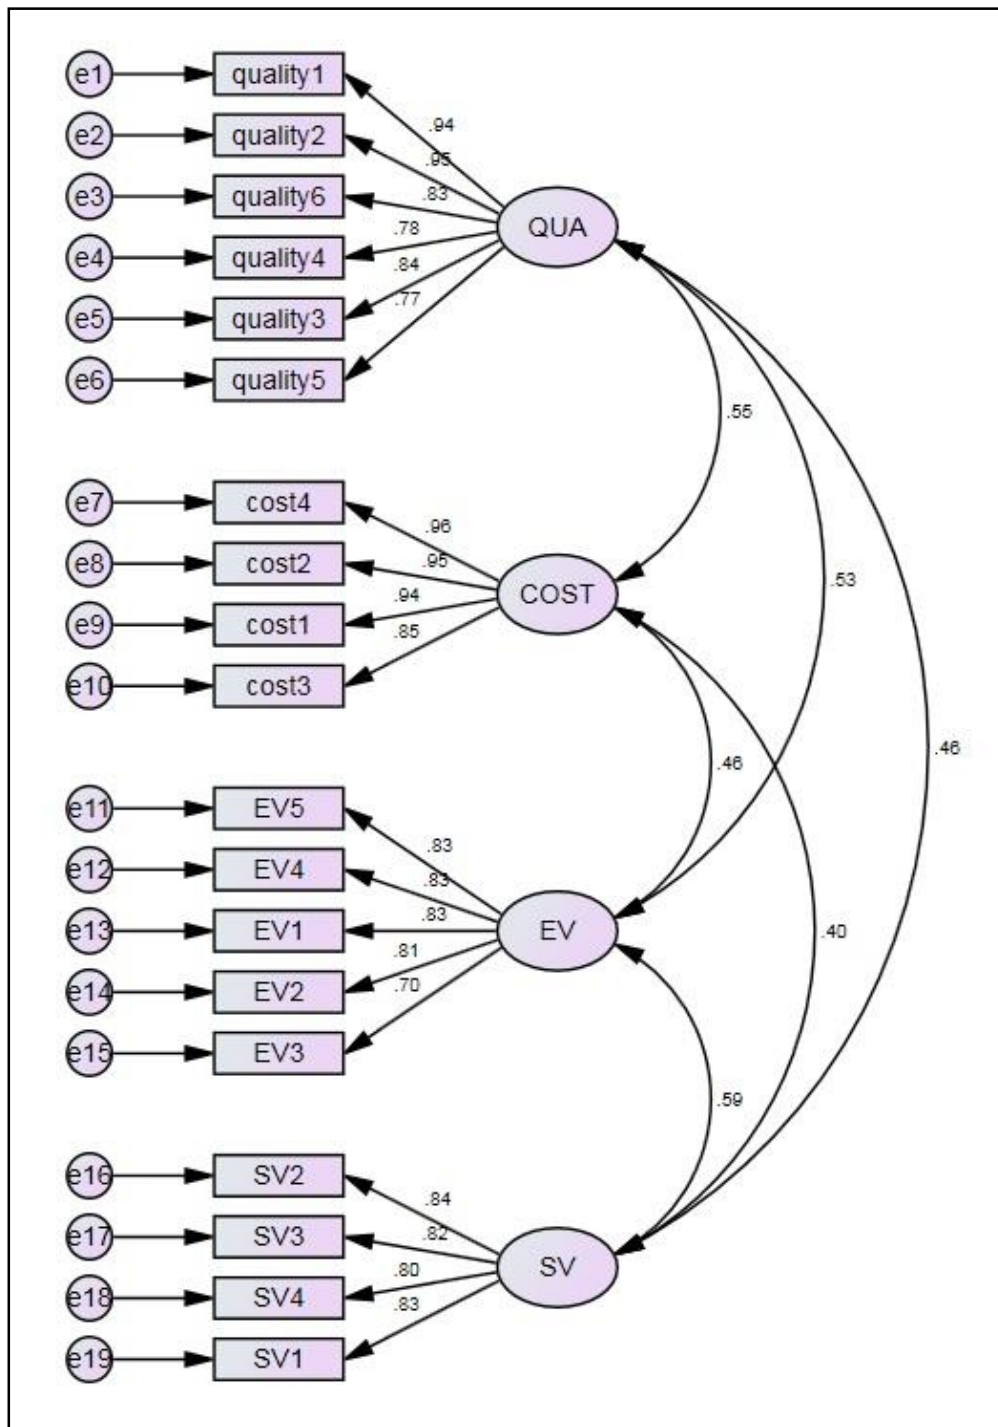 e1 quality1
.94
e2 quality2
.95
e3 quality6
.83
QUA
.78
e4 quality4
.84
e5 quality3
.77
e6 quality5
.55
e7 cost4
.96
e8 cost2
.95
.53
COST
.94
e9 cost1
.85
e10 cost3
.46
.46
e11 EV5
.83
e12 EV4
.83
e13 EV1
.83
EV
.40
.81
e14 EV2
.70
e15 EV3
.59
e16 SV2
.84
e17 SV3
.82
SV
.80
e18 SV4
.83
e19 SV1